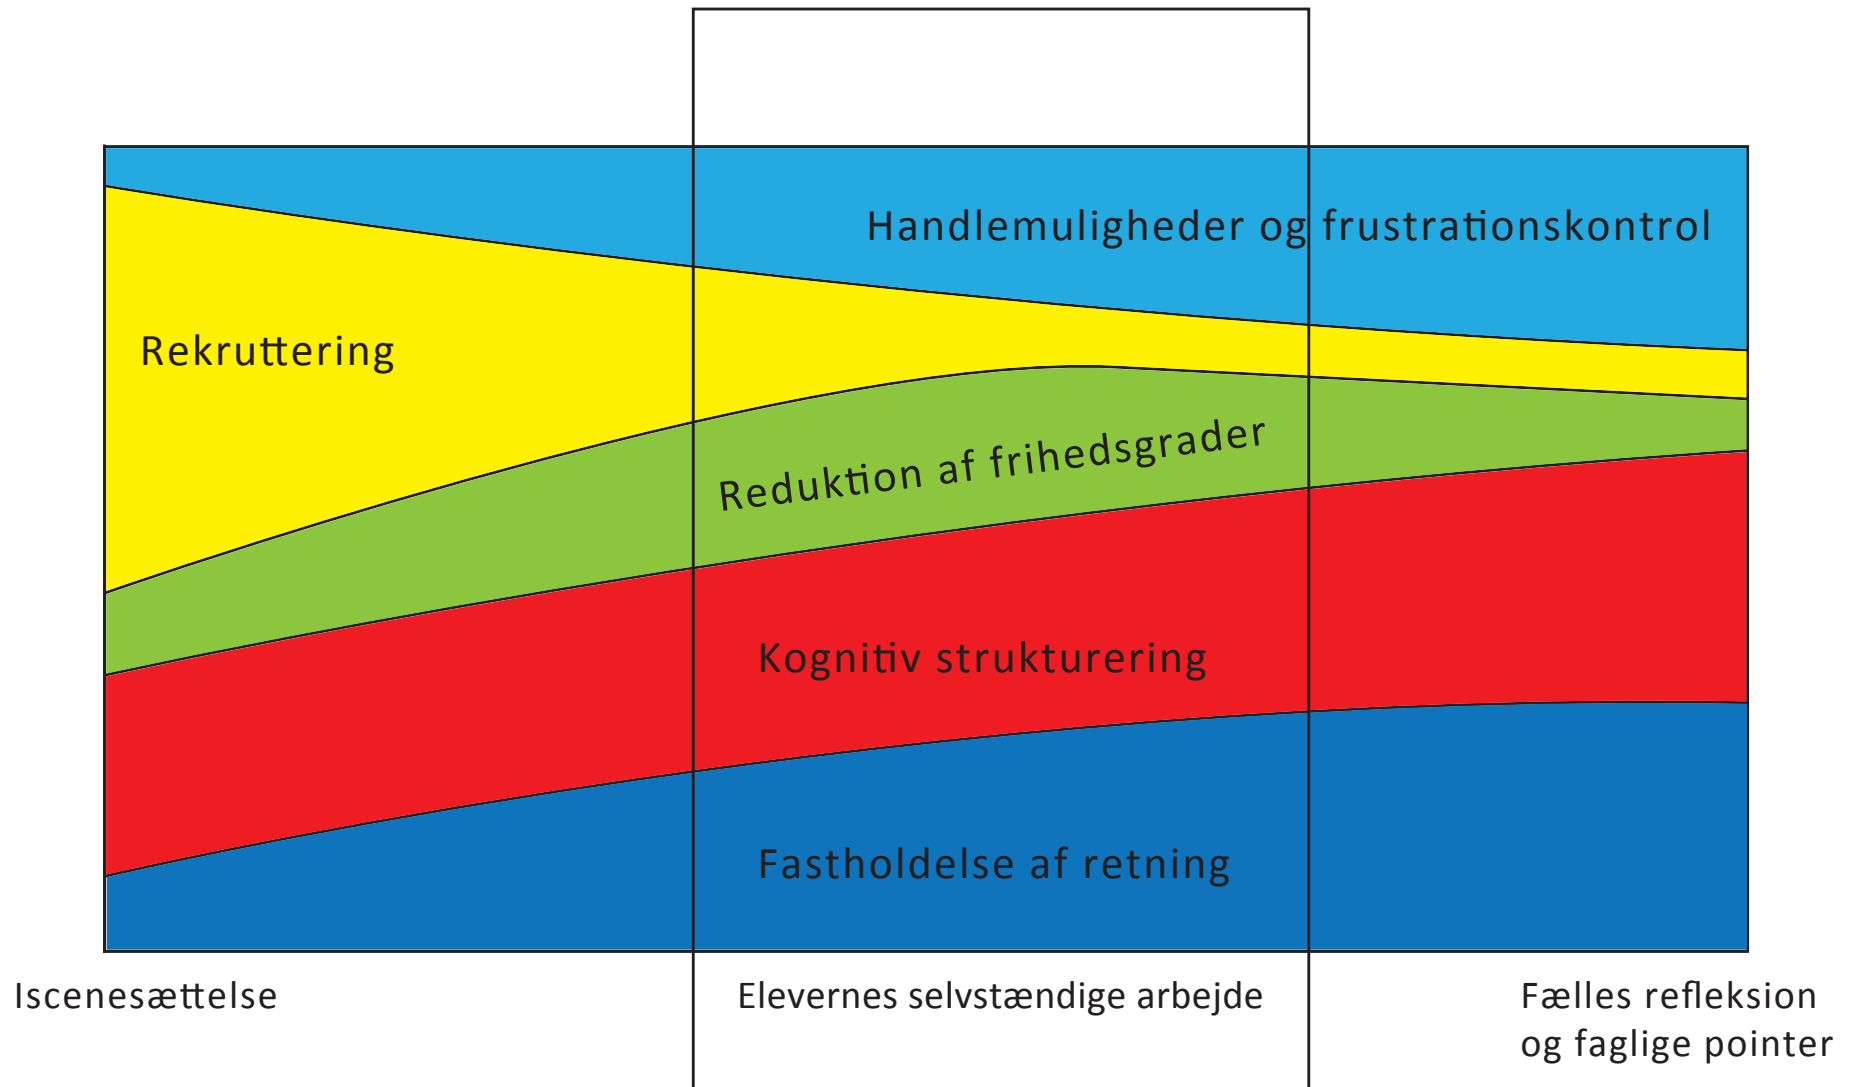 Handlemuligheder og frustrationskontrol
Rekruttering
Reduktion af frihedsgrader
Kognitiv strukturering
Fastholdelse af retning
Iscenesættelse
Elevernes selvstændige arbejde
Fælles refleksion
og faglige pointer